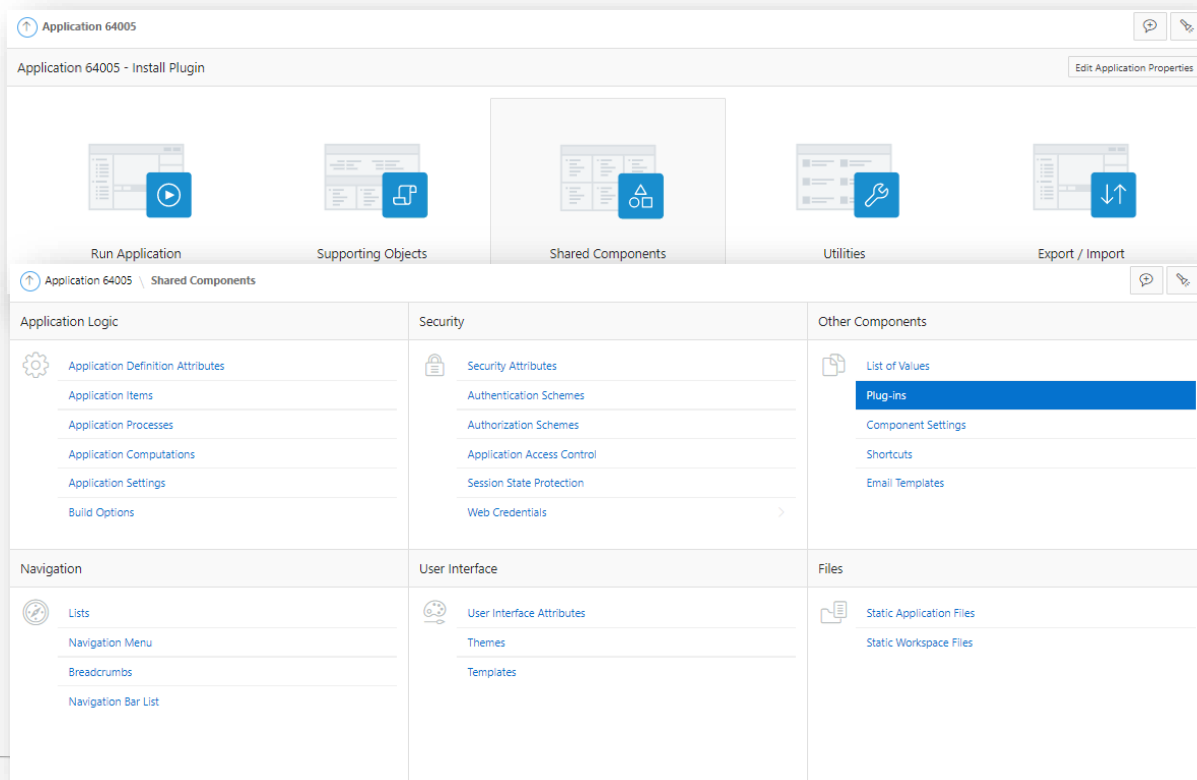 Application 64005
Application 64005 - Install Plugin
Edit Application Properties
Run Application
Supporting Objects
Shared Components
Utilities
Export / Import
Application 64005 \ Shared Components
Application Logic
Application Definition Attributes
Application Items
Application Processes
Application Computations
Application Settings
Build Options
Security
Security Attributes
Authentication Schemes
Authorization Schemes
Application Access Control
Session State Protection
Web Credentials
Other Components
List of Values
Plug-ins
Component Settings
Shortcuts
Email Templates
Navigation
Lists
Navigation Menu
Breadcrumbs
Navigation Bar List
User Interface
User Interface Attributes
Themes
Templates
Files
Static Application Files
Static Workspace Files